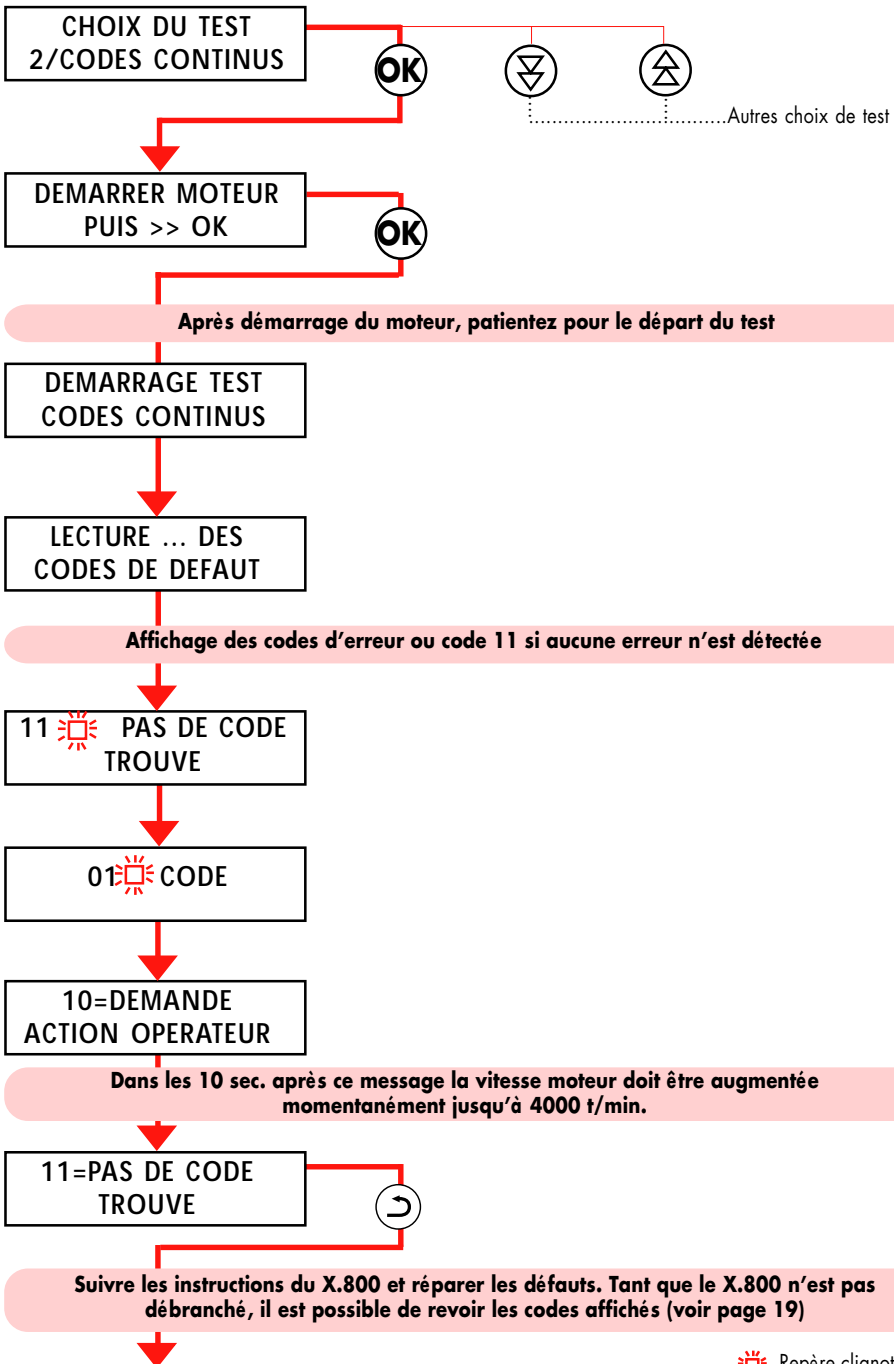 CHOIX DU TEST
2/CODES CONTINUS
OK
Autres choix de test
DEMARRER MOTEUR
PUIS >> OK
OK
Après démarrage du moteur, patientez pour le départ du test
DEMARRAGE TEST
CODES CONTINUS
LECTURE ... DES
CODES DE DEFAUT
Affichage des codes d'erreur ou code 11 si aucune erreur n'est détectée
11 PAS DE CODE
TROUVE
01 CODE
10=DEMANDE
ACTION OPERATEUR
Dans les 10 sec. après ce message la vitesse moteur doit être augmentée
momentanément jusqu'à 4000 t/min.
11=PAS DE CODE
TROUVE
Suivre les instructions du X.800 et réparer les défauts. Tant que le X.800 n'est pas
débranché, il est possible de revoir les codes affichés (voir page 19)
Repère